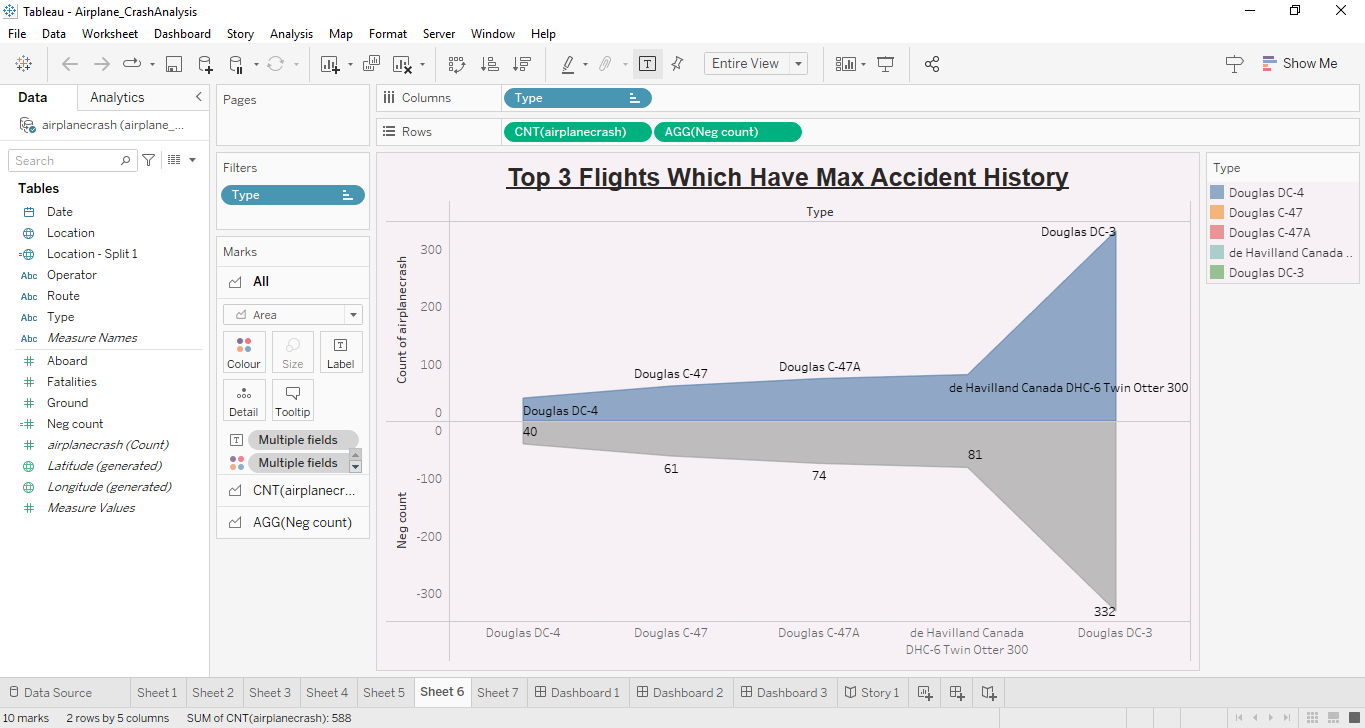 Tableau - Airplane_CrashAnalysis
File Data Worksheet Dashboard Story Analysis Map Format Server Window Help
Entire View
Show Me
Data Analytics
airplanecrash (airplane_...
Search
Tables
Date
Location
Location - Split 1
Abc Operator
Abc Route
Abc Type
Abc Measure Names
Aboard
Fatalities
Ground
Neg count
airplanecrash (Count)
Latitude (generated)
Longitude (generated)
Measure Values
Pages
Filters
Type
Marks
All
Area
Colour Size Label
Detail Tooltip
Multiple fields
Multiple fields
CNT(airplanecr...
AGG(Neg count)
Columns Type
Rows CNT(airplanecrash) AGG(Neg count)
Top 3 Flights Which Have Max Accident History
Type
Count of airplanecrash
300
200
100
0
Douglas DC-3
Douglas C-47
Douglas C-47A
de Havilland Canada DHC-6 Twin Otter 300
Douglas DC-4
Neg count
0
-100
-200
-300
40
61
74
81
332
Douglas DC-4 Douglas C-47 Douglas C-47A de Havilland Canada Douglas DC-3
DHC-6 Twin Otter 300
Type
Douglas DC-4
Douglas C-47
Douglas C-47A
de Havilland Canada ..
Douglas DC-3
Data Source Sheet 1 Sheet 2 Sheet 3 Sheet 4 Sheet 5 Sheet 6 Sheet 7 Dashboard 1 Dashboard 2 Dashboard 3 Story 1
10 marks 2 rows by 5 columns SUM of CNT(airplanecrash): 588